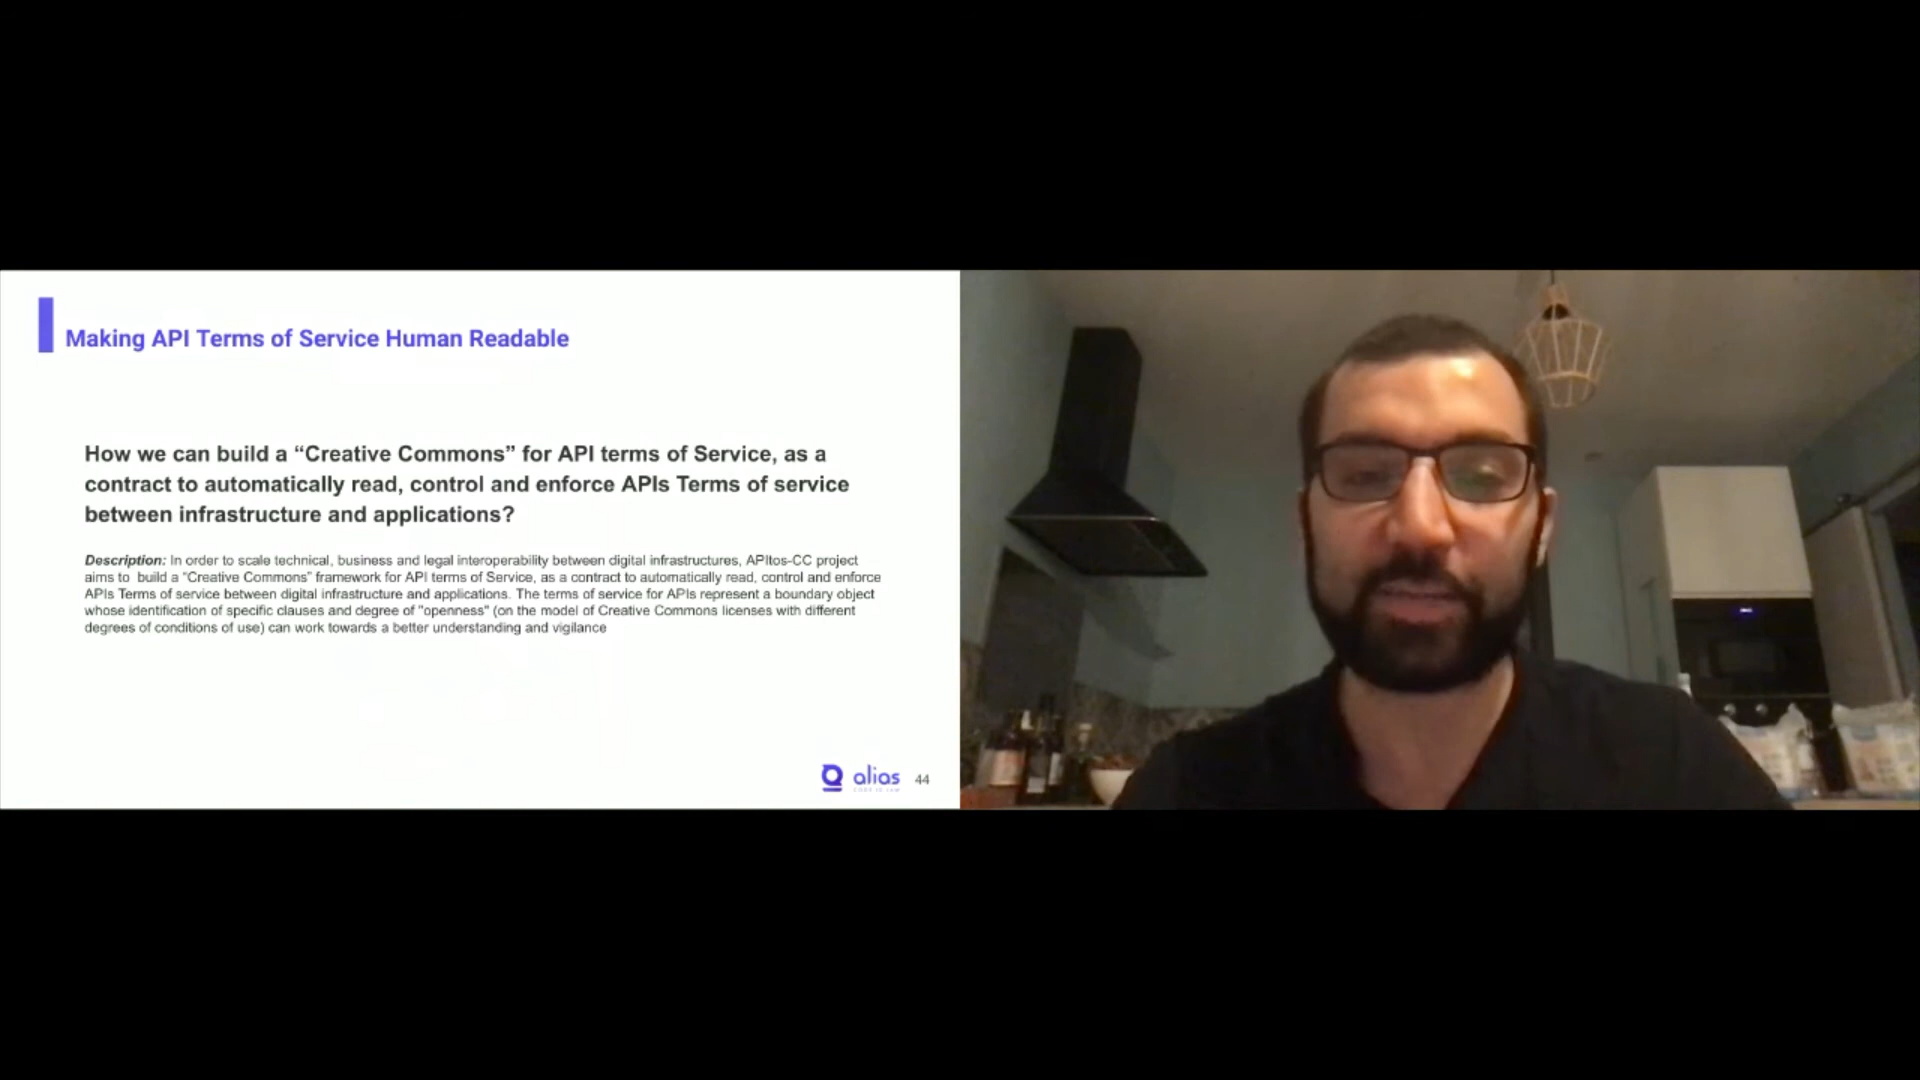 Making API Terms of Service Human Readable
How we can build a “Creative Commons” for API terms of Service, as a
contract to automatically read, control and enforce APIs Terms of service
between infrastructure and applications?
Description: In order to scale technical, business and legal interoperability between digital infrastructures, APItos-CC project
aims to build a “Creative Commons” framework for API terms of Service, as a contract to automatically read, control and enforce
APIs Terms of service between digital infrastructure and applications. The terms of service for APIs represent a boundary object
whose identification of specific clauses and degree of "openness" (on the model of Creative Commons licenses with different
degrees of conditions of use) can work towards a better understanding and vigilance
alias
CODE IS LAW
44